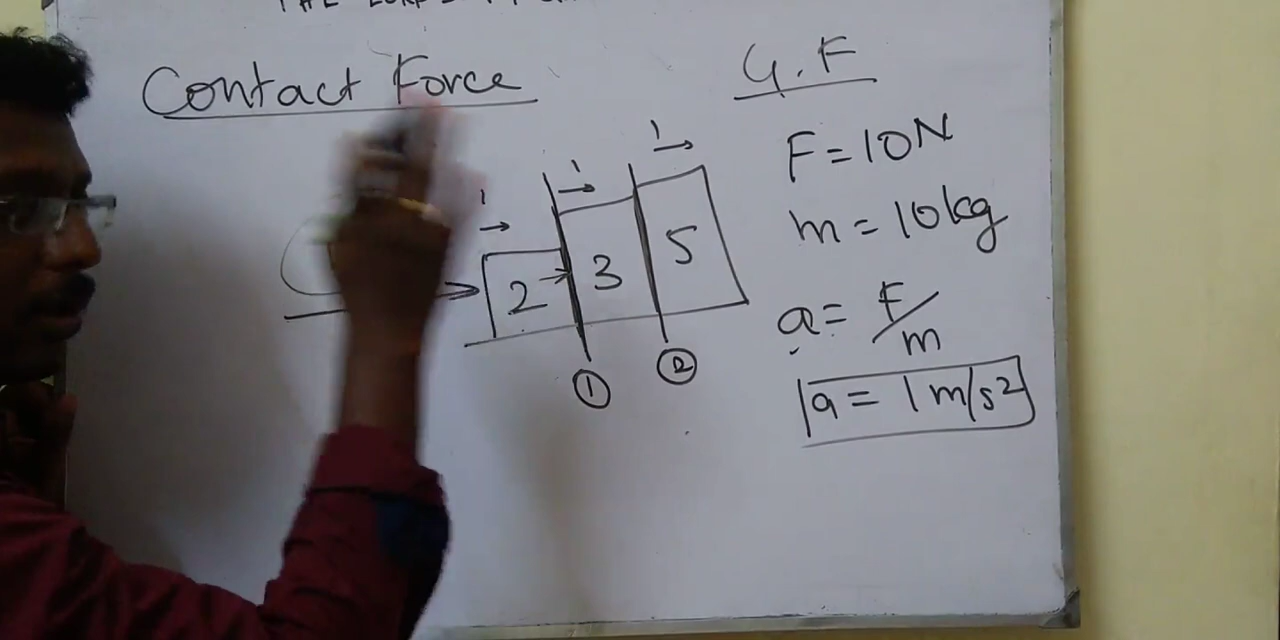 Contact Force
G.F
F = 10N
m = 10kg
a = F/m
a = 1 m/s²
1
1
1
2
3
5
①
②